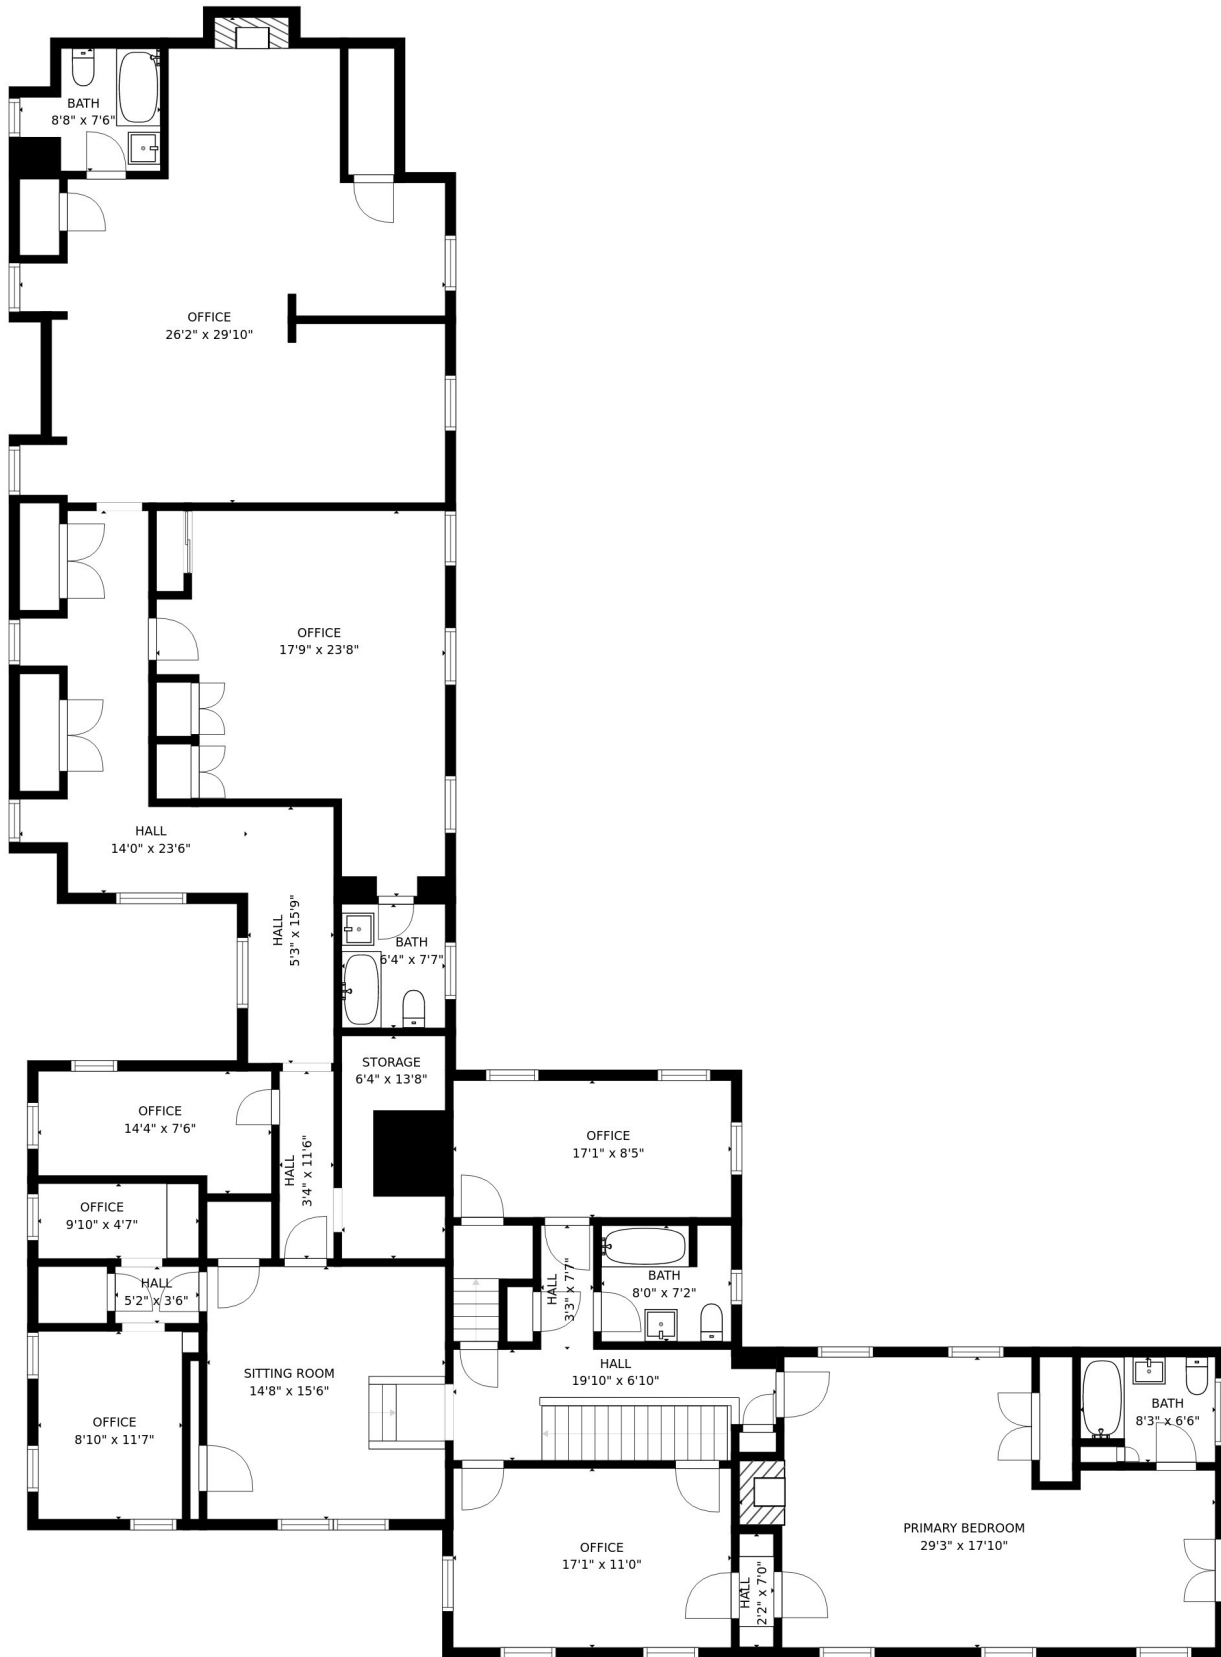 BATH
8'8" x 7'6"
OFFICE
26'2" x 29'10"
OFFICE
17'9" x 23'8"
HALL
14'0" x 23'6"
HALL
5'3" x 15'9"
BATH
6'4" x 7'7"
STORAGE
6'4" x 13'8"
OFFICE
14'4" x 7'6"
HALL
3'4" x 11'6"
OFFICE
17'1" x 8'5"
OFFICE
9'10" x 4'7"
HALL
5'2" x 3'6"
HALL
3'3" x 7'7"
BATH
8'0" x 7'2"
SITTING ROOM
14'8" x 15'6"
HALL
19'10" x 6'10"
OFFICE
8'10" x 11'7"
BATH
8'3" x 6'6"
PRIMARY BEDROOM
29'3" x 17'10"
OFFICE
17'1" x 11'0"
HALL
2'2" x 7'0"